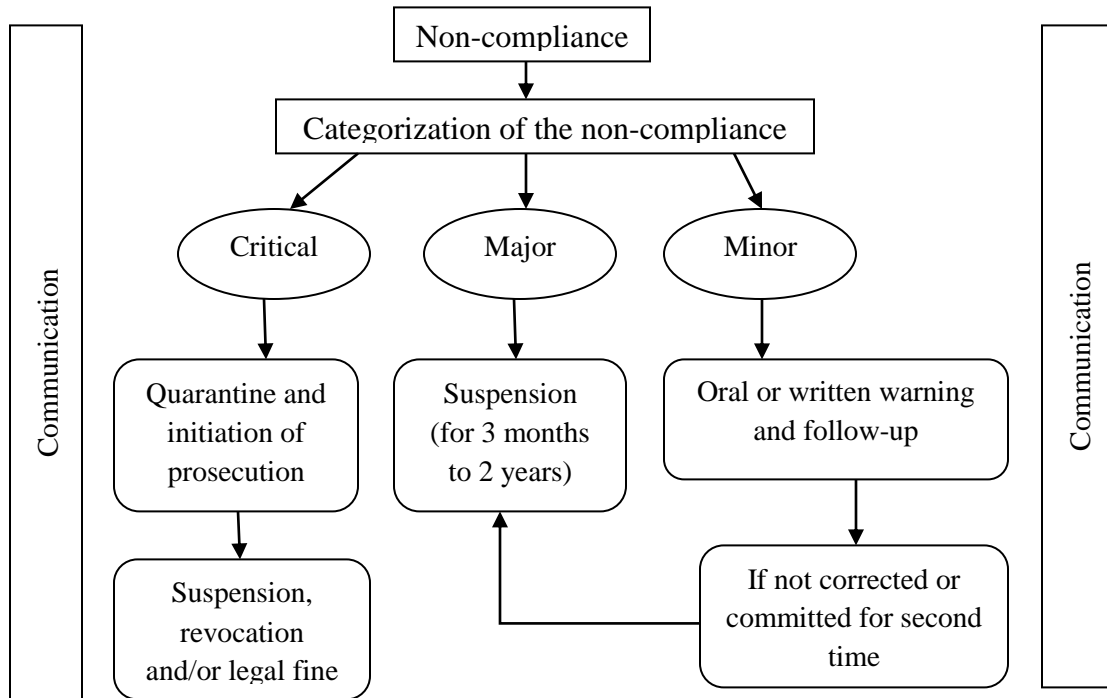 Non-compliance
Categorization of the non-compliance
Communication
Critical
Major
Minor
Communication
Quarantine and
initiation of
prosecution
Suspension
(for 3 months
to 2 years)
Oral or written warning
and follow-up
Suspension,
revocation
and/or legal fine
If not corrected or
committed for second
time